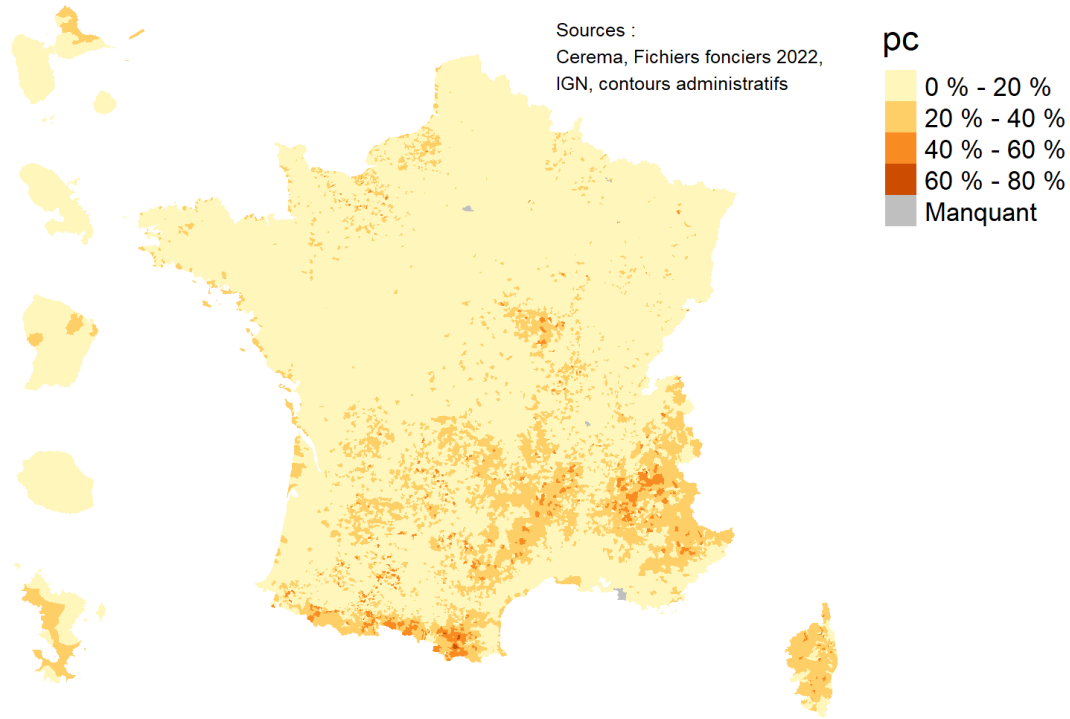 Sources :
Cerema, Fichiers fonciers 2022,
IGN, contours administratifs
pc
0 % - 20 %
20 % - 40 %
40 % - 60 %
60 % - 80 %
Manquant